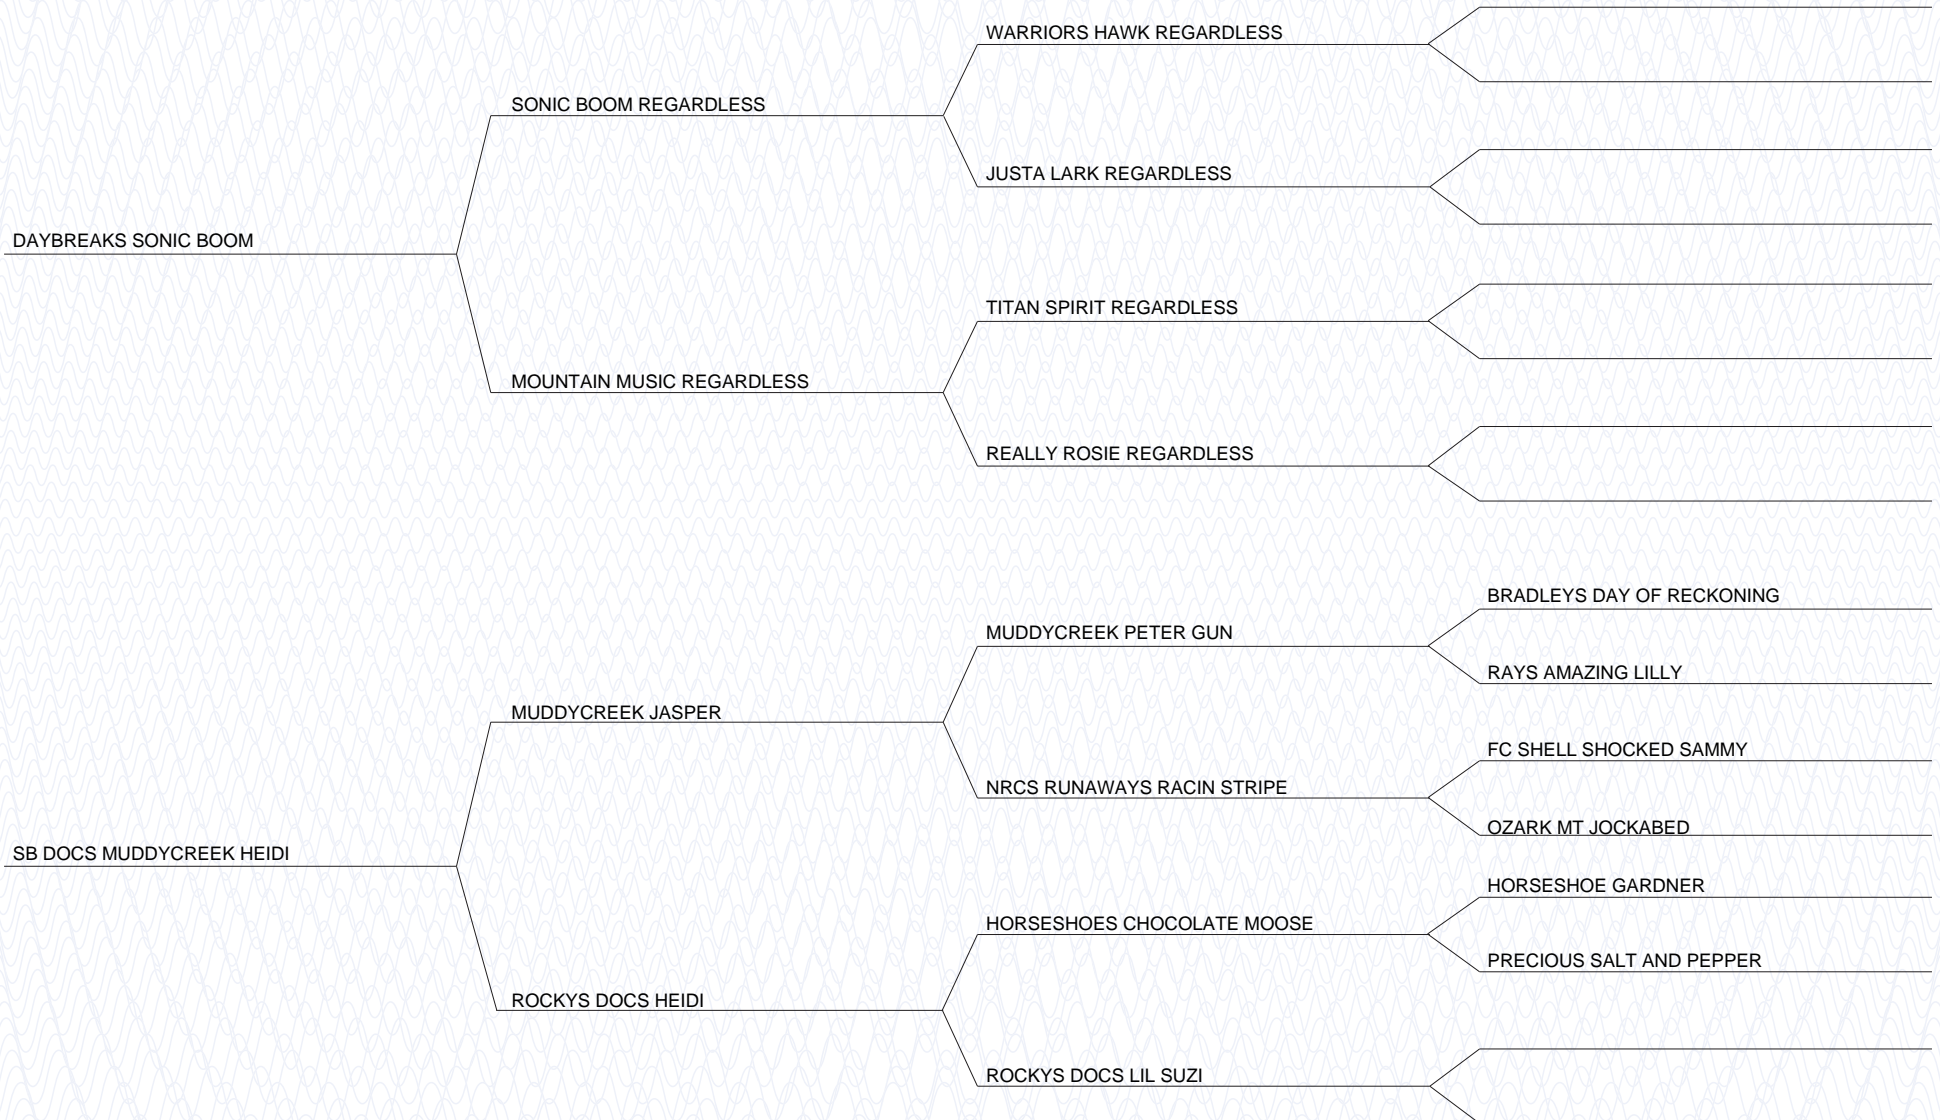 WARRIORS HAWK REGARDLESS
SONIC BOOM REGARDLESS
JUSTA LARK REGARDLESS
DAYBREAKS SONIC BOOM
TITAN SPIRIT REGARDLESS
MOUNTAIN MUSIC REGARDLESS
REALLY ROSIE REGARDLESS
BRADLEYS DAY OF RECKONING
MUDDYCREEK PETER GUN
RAYS AMAZING LILLY
MUDDYCREEK JASPER
FC SHELL SHOCKED SAMMY
NRCS RUNAWAYS RACIN STRIPE
OZARK MT JOCKABED
SB DOCS MUDDYCREEK HEIDI
HORSESHOE GARDNER
HORSESHOES CHOCOLATE MOOSE
PRECIOUS SALT AND PEPPER
ROCKYS DOCS HEIDI
ROCKYS DOCS LIL SUZI